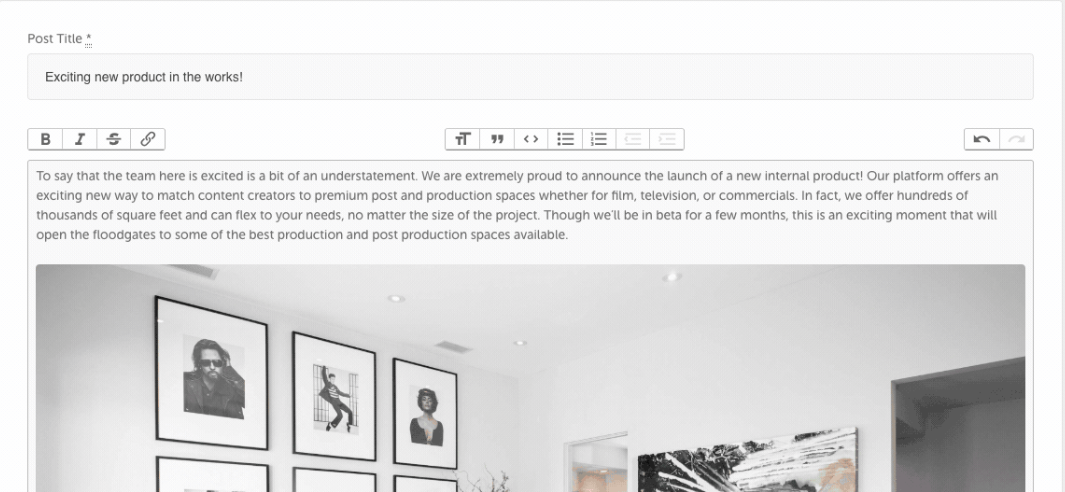 Post Title *
Exciting new product in the works!
B I S
T T ❞ <>
To say that the team here is excited is a bit of an understatement. We are extremely proud to announce the launch of a new internal product! Our platform offers an
exciting new way to match content creators to premium post and production spaces whether for film, television, or commercials. In fact, we offer hundreds of
thousands of square feet and can flex to your needs, no matter the size of the project. Though we'll be in beta for a few months, this is an exciting moment that will
open the floodgates to some of the best production and post production spaces available.